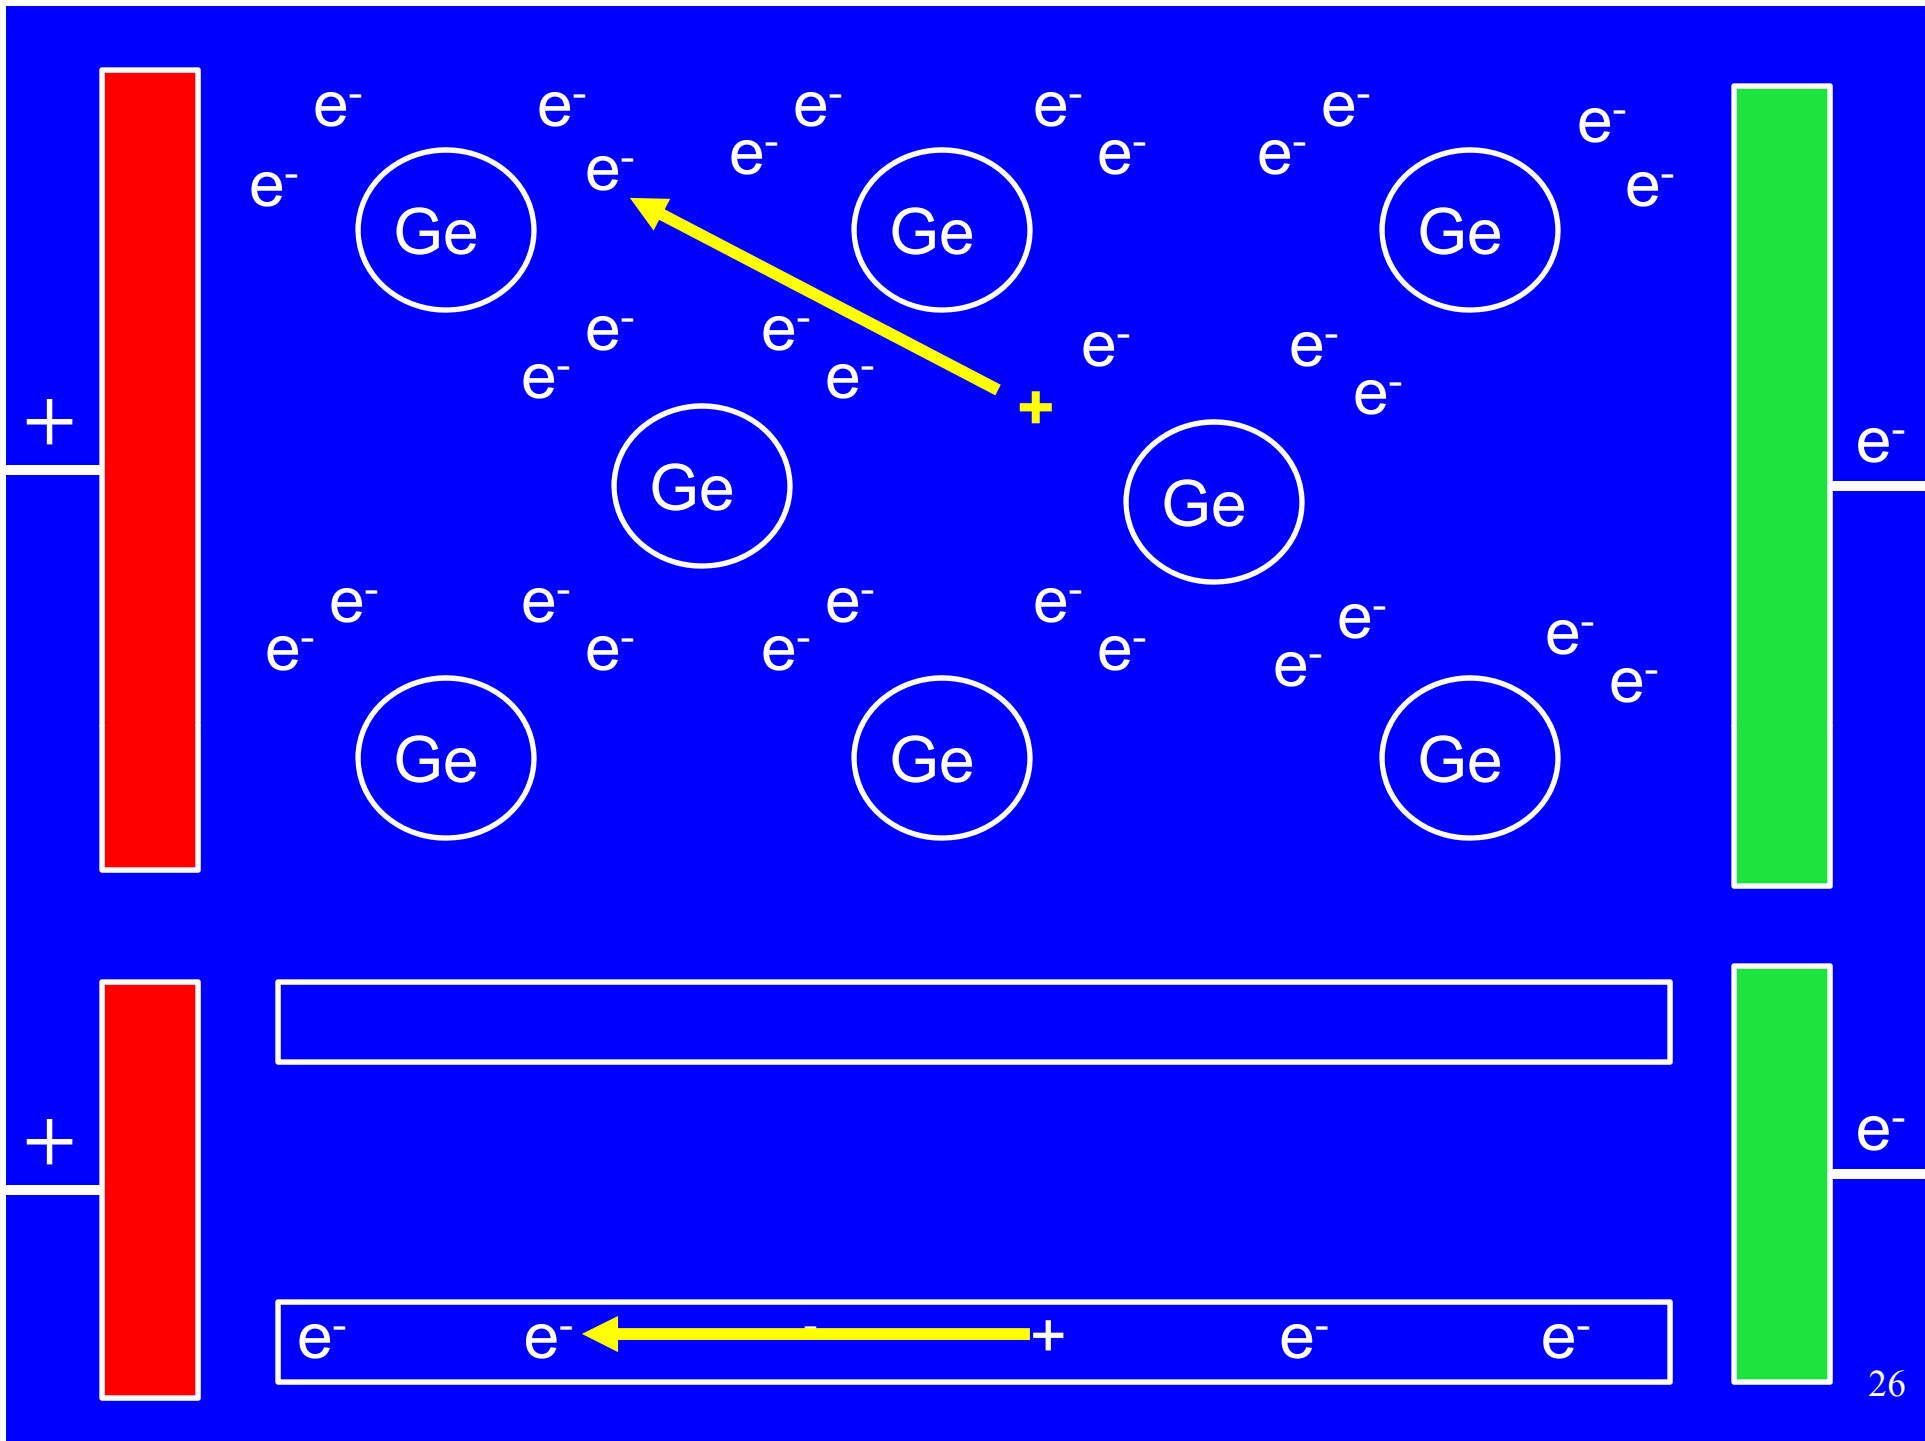 e- e- e- e- e- e-
e- e- e- e- e- e-
Ge Ge Ge
e- e- e- e-
e- e- e-
+ + e-
Ge Ge
e- e- e- e- e- e-
e- e- e- e- e- e-
Ge Ge Ge
+ e-
e- e- - + e- e-
26